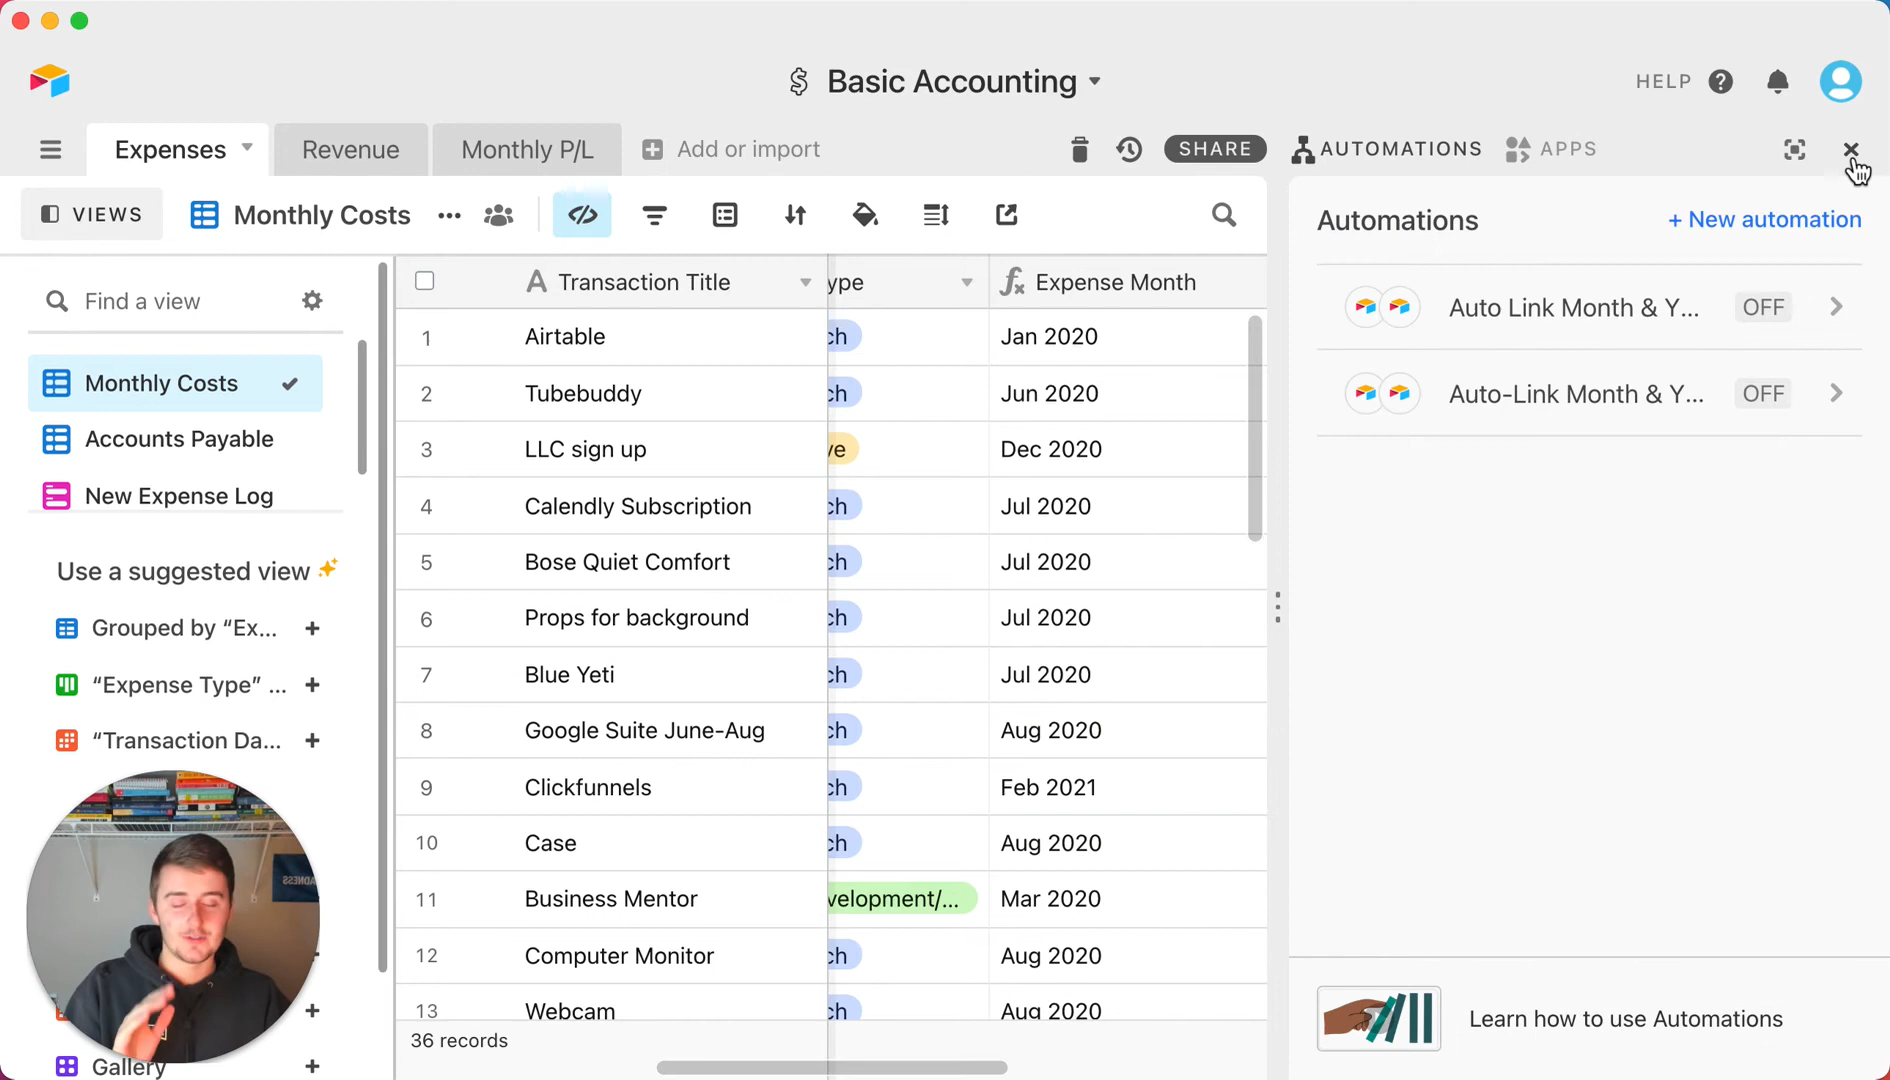 Basic Accounting
HELP
Expenses
Revenue
Monthly P/L
Add or import
SHARE
AUTOMATIONS
APPS
VIEWS
Monthly Costs
Automations
+ New automation
Find a view
Transaction Title
ype
Expense Month
Auto Link Month & Y...
OFF
Auto-Link Month & Y...
OFF
Monthly Costs
Accounts Payable
New Expense Log
Use a suggested view
Grouped by “Ex...
“Expense Type” ...
“Transaction Da...
Gallery
1 Airtable ch Jan 2020
2 Tubebuddy ch Jun 2020
3 LLC sign up ve Dec 2020
4 Calendly Subscription ch Jul 2020
5 Bose Quiet Comfort ch Jul 2020
6 Props for background ch Jul 2020
7 Blue Yeti ch Jul 2020
8 Google Suite June-Aug ch Aug 2020
9 Clickfunnels ch Feb 2021
10 Case ch Aug 2020
11 Business Mentor velopment/... Mar 2020
12 Computer Monitor ch Aug 2020
13 Webcam ch Aug 2020
36 records
Learn how to use Automations